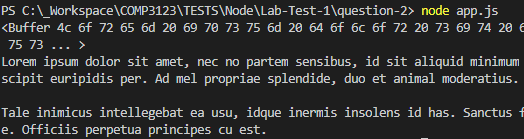 PS C:\_Workspace\COMP3123\TESTS\Node\Lab-Test-1\question-2> node app.js
<Buffer 4c 6f 72 65 6d 20 69 70 73 75 6d 20 64 6f 6c 6f 72 20 73 69 74 20 6
75 73 ... >
Lorem ipsum dolor sit amet, nec no partem sensibus, id sit aliquid minimum
scipit euripidis per. Ad mel propriae splendide, duo et animal moderatius.
Tale inimicus intellegebat ea usu, idque inermis insolens id has. Sanctus f
e. Officiis perpetua principes cu est.